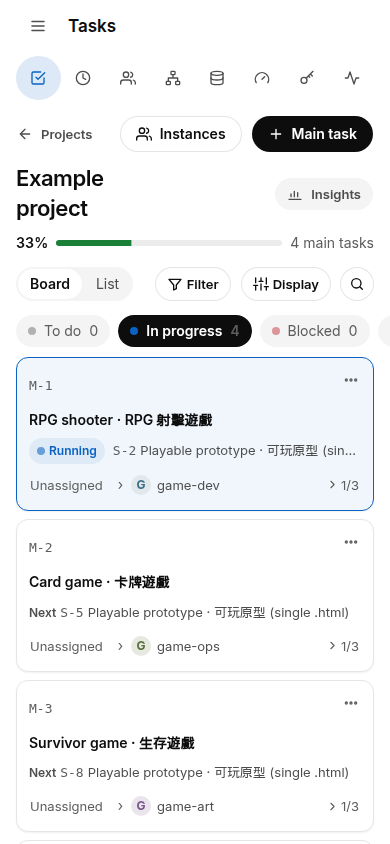 Tasks
Projects
Instances
Main task
Example
project
Insights
33%
4 main tasks
Board
List
Filter
Display
To do 0
In progress 4
Blocked 0
M-1
RPG shooter · RPG 射擊遊戲
Running S-2 Playable prototype · 可玩原型 (sin...
Unassigned › G game-dev › 1/3
M-2
Card game · 卡牌遊戲
Next S-5 Playable prototype · 可玩原型 (single .html)
Unassigned › G game-ops › 1/3
M-3
Survivor game · 生存遊戲
Next S-8 Playable prototype · 可玩原型 (single .html)
Unassigned › G game-art › 1/3